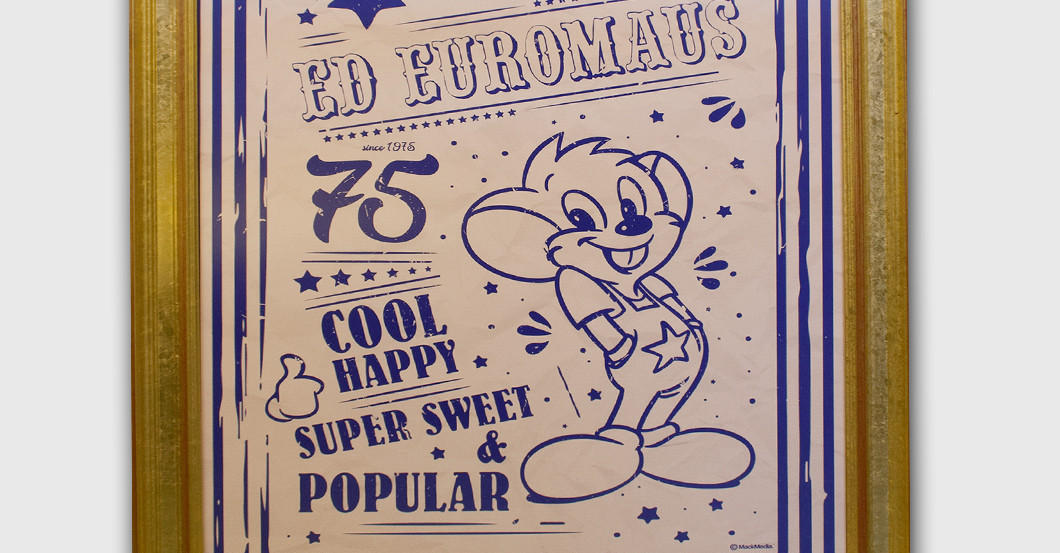 ED EUROMAUS
since 1975
75
COOL
HAPPY
SUPER SWEET
&
POPULAR
© MackMedia